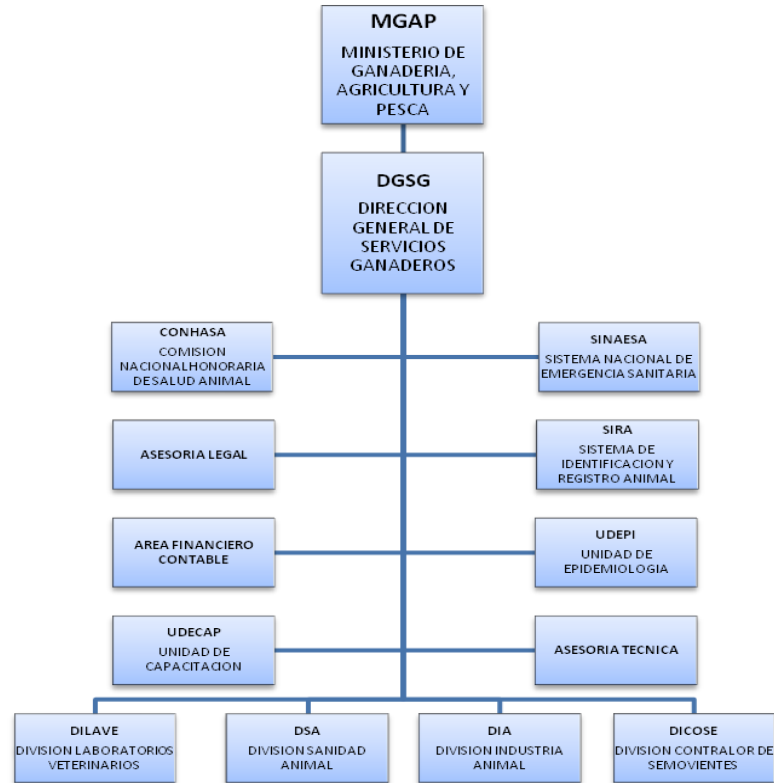 MGAP
MINISTERIO DE
GANADERIA,
AGRICULTURA Y
PESCA
DGSG
DIRECCION
GENERAL DE
SERVICIOS
GANADEROS
CONHASA
COMISION
NACIONALHONORARIA
DE SALUD ANIMAL
SINAESA
SISTEMA NACIONAL DE
EMERGENCIA SANITARIA
ASESORIA LEGAL
SIRA
SISTEMA DE
IDENTIFICACION Y
REGISTRO ANIMAL
AREA FINANCIERO
CONTABLE
UDEPI
UNIDAD DE
EPIDEMIOLOGIA
UDECAP
UNIDAD DE
CAPACITACION
ASESORIA TECNICA
DILAVE
DIVISION LABORATORIOS
VETERINARIOS
DSA
DIVISION SANIDAD
ANIMAL
DIA
DIVISION INDUSTRIA
ANIMAL
DICOSE
DIVISION CONTRALOR DE
SEMOVIENTES